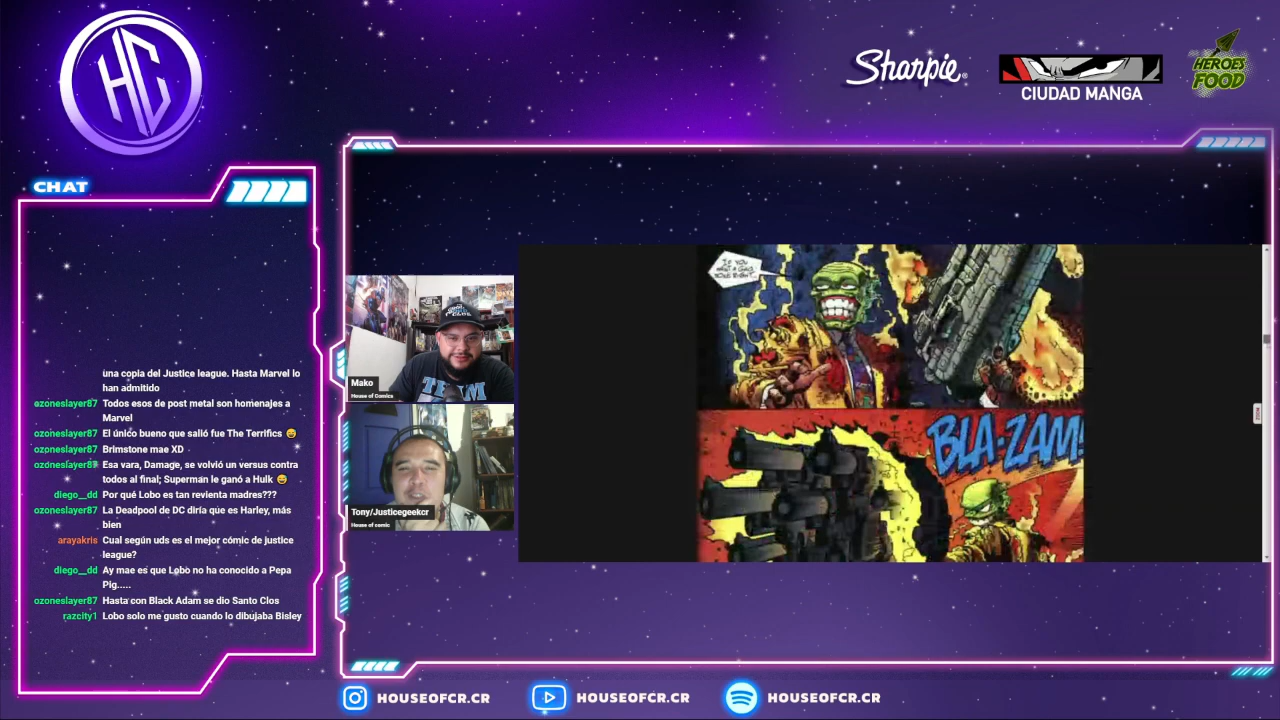 HC
Sharpie®
CIUDAD MANGA
HEROES
FOOD
CHAT
una copia del Justice league. Hasta Marvel lo
han admitido
ozoneslayer87 Todos esos de post metal son homenajes a
Marvel
ozoneslayer87 El único bueno que salió fue The Terrifics 😅
ozoneslayer87 Brimstone mae XD
ozoneslayer87 Esa vara, Damage, se volvió un versus contra
todos al final; Superman le ganó a Hulk 😅
diego__dd Por qué Lobo es tan revienta madres???
ozoneslayer87 La Deadpool de DC diría que es Harley, más
bien
arayakris Cual según uds es el mejor cómic de justice
league?
diego__dd Ay mae es que Lobo no ha conocido a Pepa
Pig.....
ozoneslayer87 Hasta con Black Adam se dio Santo Clos
razcity1 Lobo solo me gusto cuando lo dibujaba Bisley
TEAM
Mako
House of Comics
Tony/Justicegeekcr
House of comic
IF YOU
WANT A
BLA-ZAM!
HOUSEOFCR.CR
HOUSEOFCR.CR
HOUSEOFCR.CR